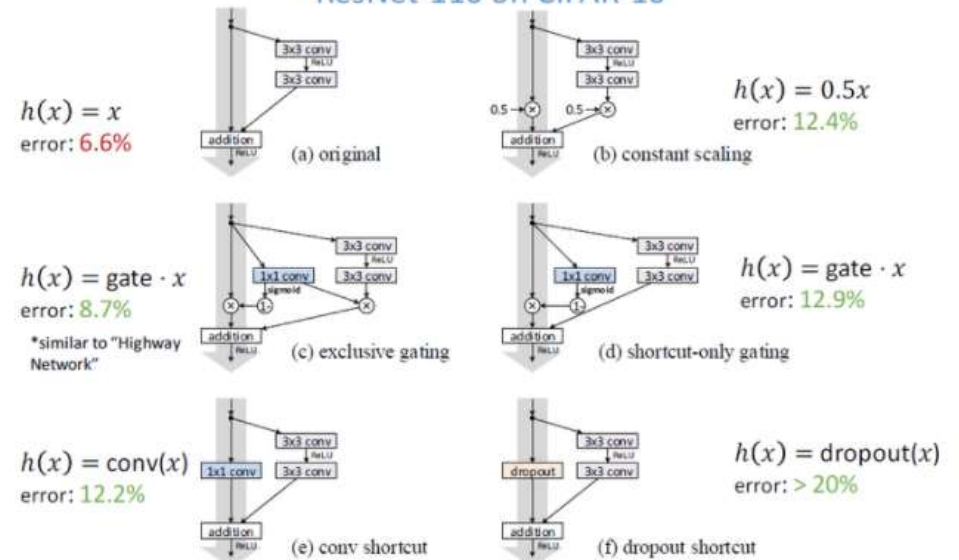 ResNet-110 on CIFAR-10
h(x) = x
error: 6.6%
3x3 conv
ReLU
3x3 conv
addition
ReLU
(a) original
3x3 conv
ReLU
3x3 conv
0.5
0.5
addition
ReLU
(b) constant scaling
h(x) = 0.5x
error: 12.4%
h(x) = gate · x
error: 8.7%
*similar to "Highway
Network"
3x3 conv
ReLU
1x1 conv
3x3 conv
sigmoid
1-
addition
ReLU
(c) exclusive gating
3x3 conv
ReLU
1x1 conv
3x3 conv
sigmoid
1-
addition
ReLU
(d) shortcut-only gating
h(x) = gate · x
error: 12.9%
h(x) = conv(x)
error: 12.2%
3x3 conv
ReLU
1x1 conv
3x3 conv
addition
ReLU
(e) conv shortcut
3x3 conv
ReLU
dropout
3x3 conv
addition
ReLU
(f) dropout shortcut
h(x) = dropout(x)
error: > 20%